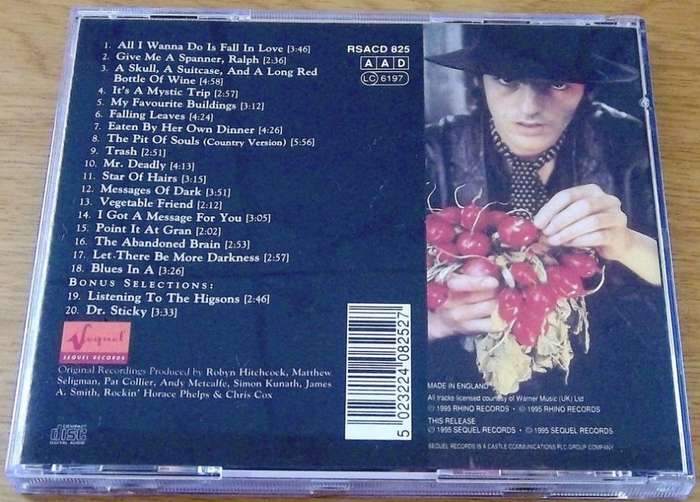 1. All I Wanna Do Is Fall In Love [3:46]
2. Give Me A Spanner, Ralph [2:36]
3. A Skull, A Suitcase, And A Long Red
Bottle Of Wine [4:58]
4. It's A Mystic Trip [2:57]
5. My Favourite Buildings [3:12]
6. Falling Leaves [4:24]
7. Eaten By Her Own Dinner [4:26]
8. The Pit Of Souls (Country Version) [5:56]
9. Trash [2:51]
10. Mr. Deadly [4:13]
11. Star Of Hairs [3:15]
12. Messages Of Dark [3:51]
13. Vegetable Friend [2:12]
14. I Got A Message For You [3:05]
15. Point It At Gran [2:02]
16. The Abandoned Brain [2:53]
17. Let There Be More Darkness [2:57]
18. Blues In A [3:26]
Bonus Selections:
19. Listening To The Higsons [2:46]
20. Dr. Sticky [3:33]
RSACD 825
A A D
LC 6197
Sequel
SEQUEL RECORDS
Original Recordings Produced by Robyn Hitchcock, Matthew
Seligman, Pat Collier, Andy Metcalfe, Simon Kunath, James
A. Smith, Rockin' Horace Phelps & Chris Cox
COMPACT
disc
DIGITAL AUDIO
5 023224 082527
MADE IN ENGLAND
All tracks licensed courtesy of Warner Music (UK) Ltd
℗ 1995 RHINO RECORDS • © 1995 RHINO RECORDS
THIS RELEASE
℗ 1995 SEQUEL RECORDS • © 1995 SEQUEL RECORDS
SEQUEL RECORDS IS A CASTLE COMMUNICATIONS PLC GROUP COMPANY